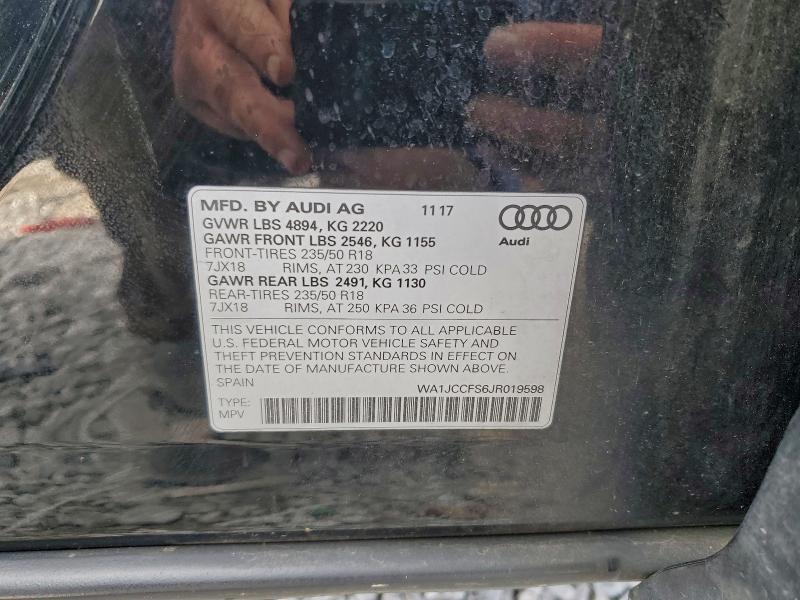 MFD. BY AUDI AG 11 17
GVWR LBS 4894, KG 2220
GAWR FRONT LBS 2546, KG 1155
FRONT-TIRES 235/50 R18
7JX18 RIMS, AT 230 KPA 33 PSI COLD
GAWR REAR LBS 2491, KG 1130
REAR-TIRES 235/50 R18
7JX18 RIMS, AT 250 KPA 36 PSI COLD
Audi
THIS VEHICLE CONFORMS TO ALL APPLICABLE
U.S. FEDERAL MOTOR VEHICLE SAFETY AND
THEFT PREVENTION STANDARDS IN EFFECT ON
THE DATE OF MANUFACTURE SHOWN ABOVE.
SPAIN WA1JCCFS6JR019598
TYPE:
MPV